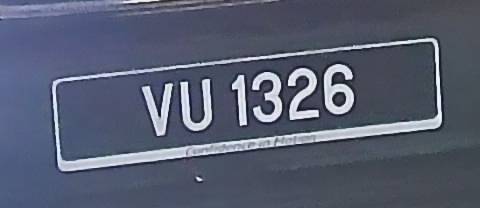 VU 1326
Confidence in Motion